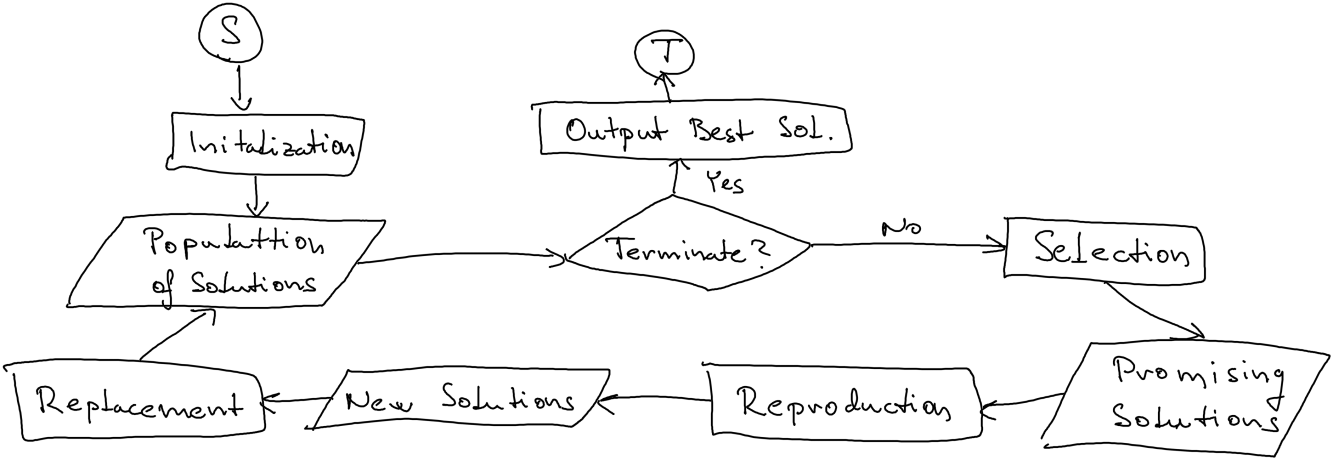 S
T
Initalization
Output Best Sol.
Yes
Populattion
of Solutions
Terminate?
No
Selection
Promising
Solutions
Reproduction
New Solutions
Replacement